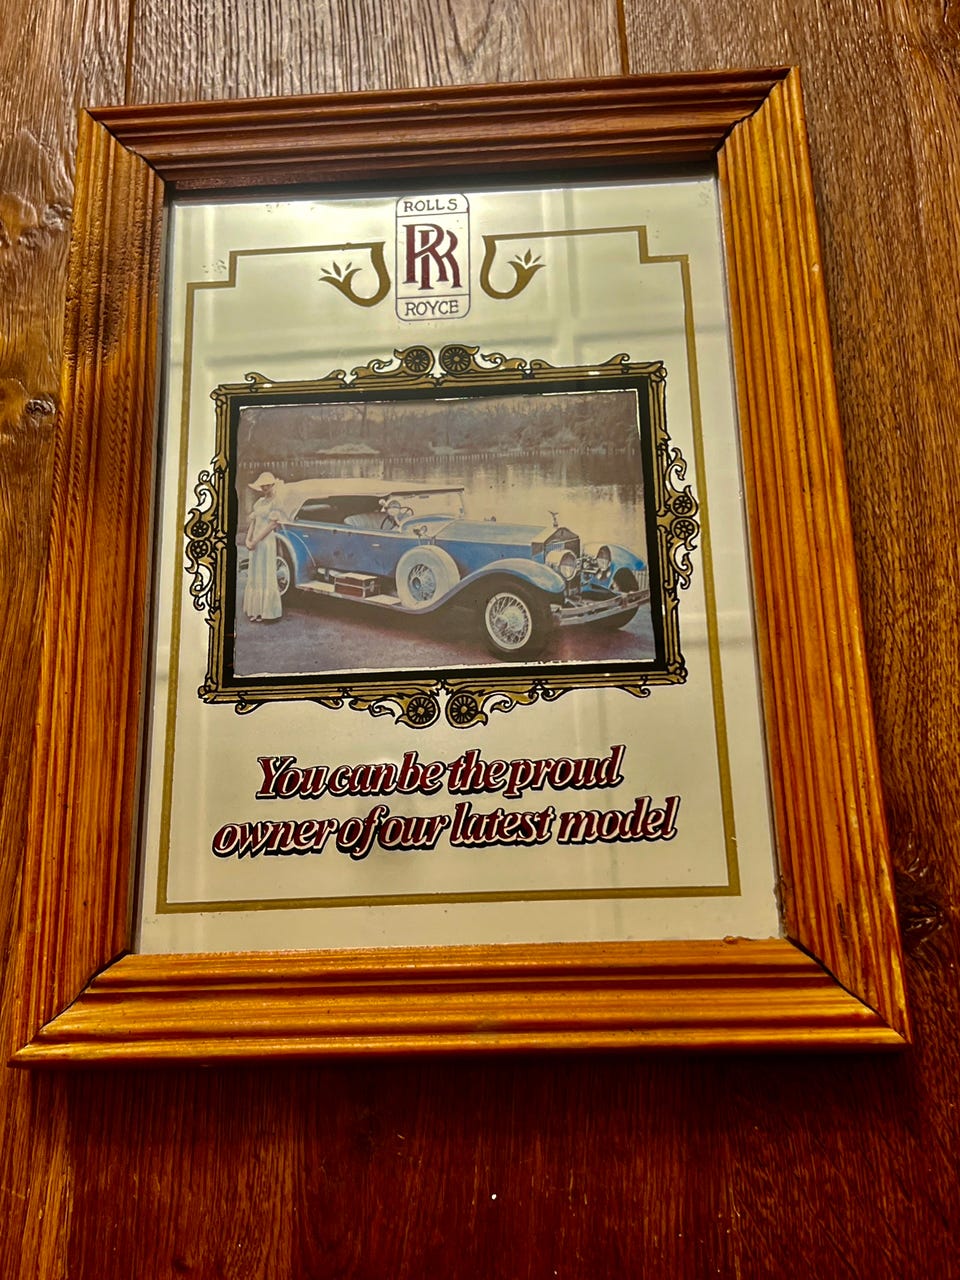 ROLLS
RR
ROYCE
You can be the proud
owner of our latest model